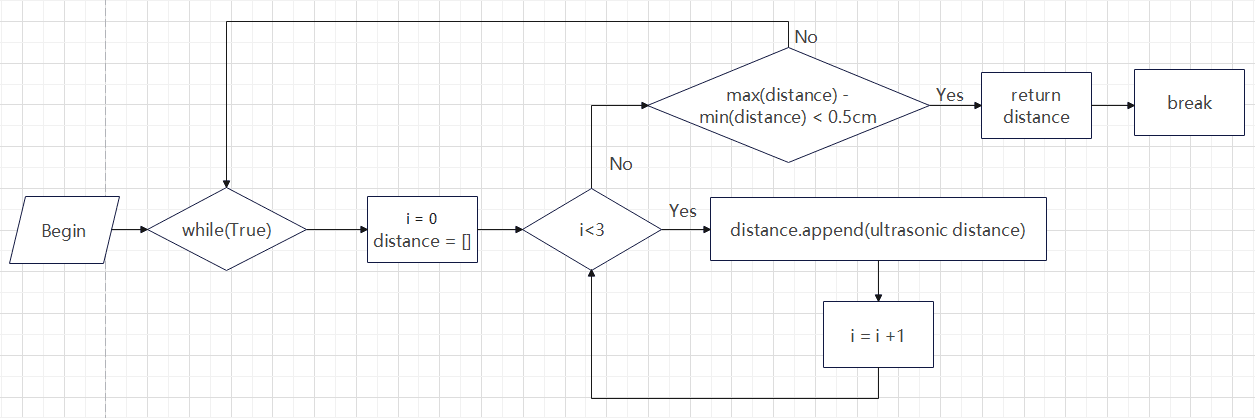 No
max(distance) -
min(distance) < 0.5cm
Yes
return
distance
break
No
Begin
while(True)
i = 0
distance = []
i<3
Yes
distance.append(ultrasonic distance)
i = i +1